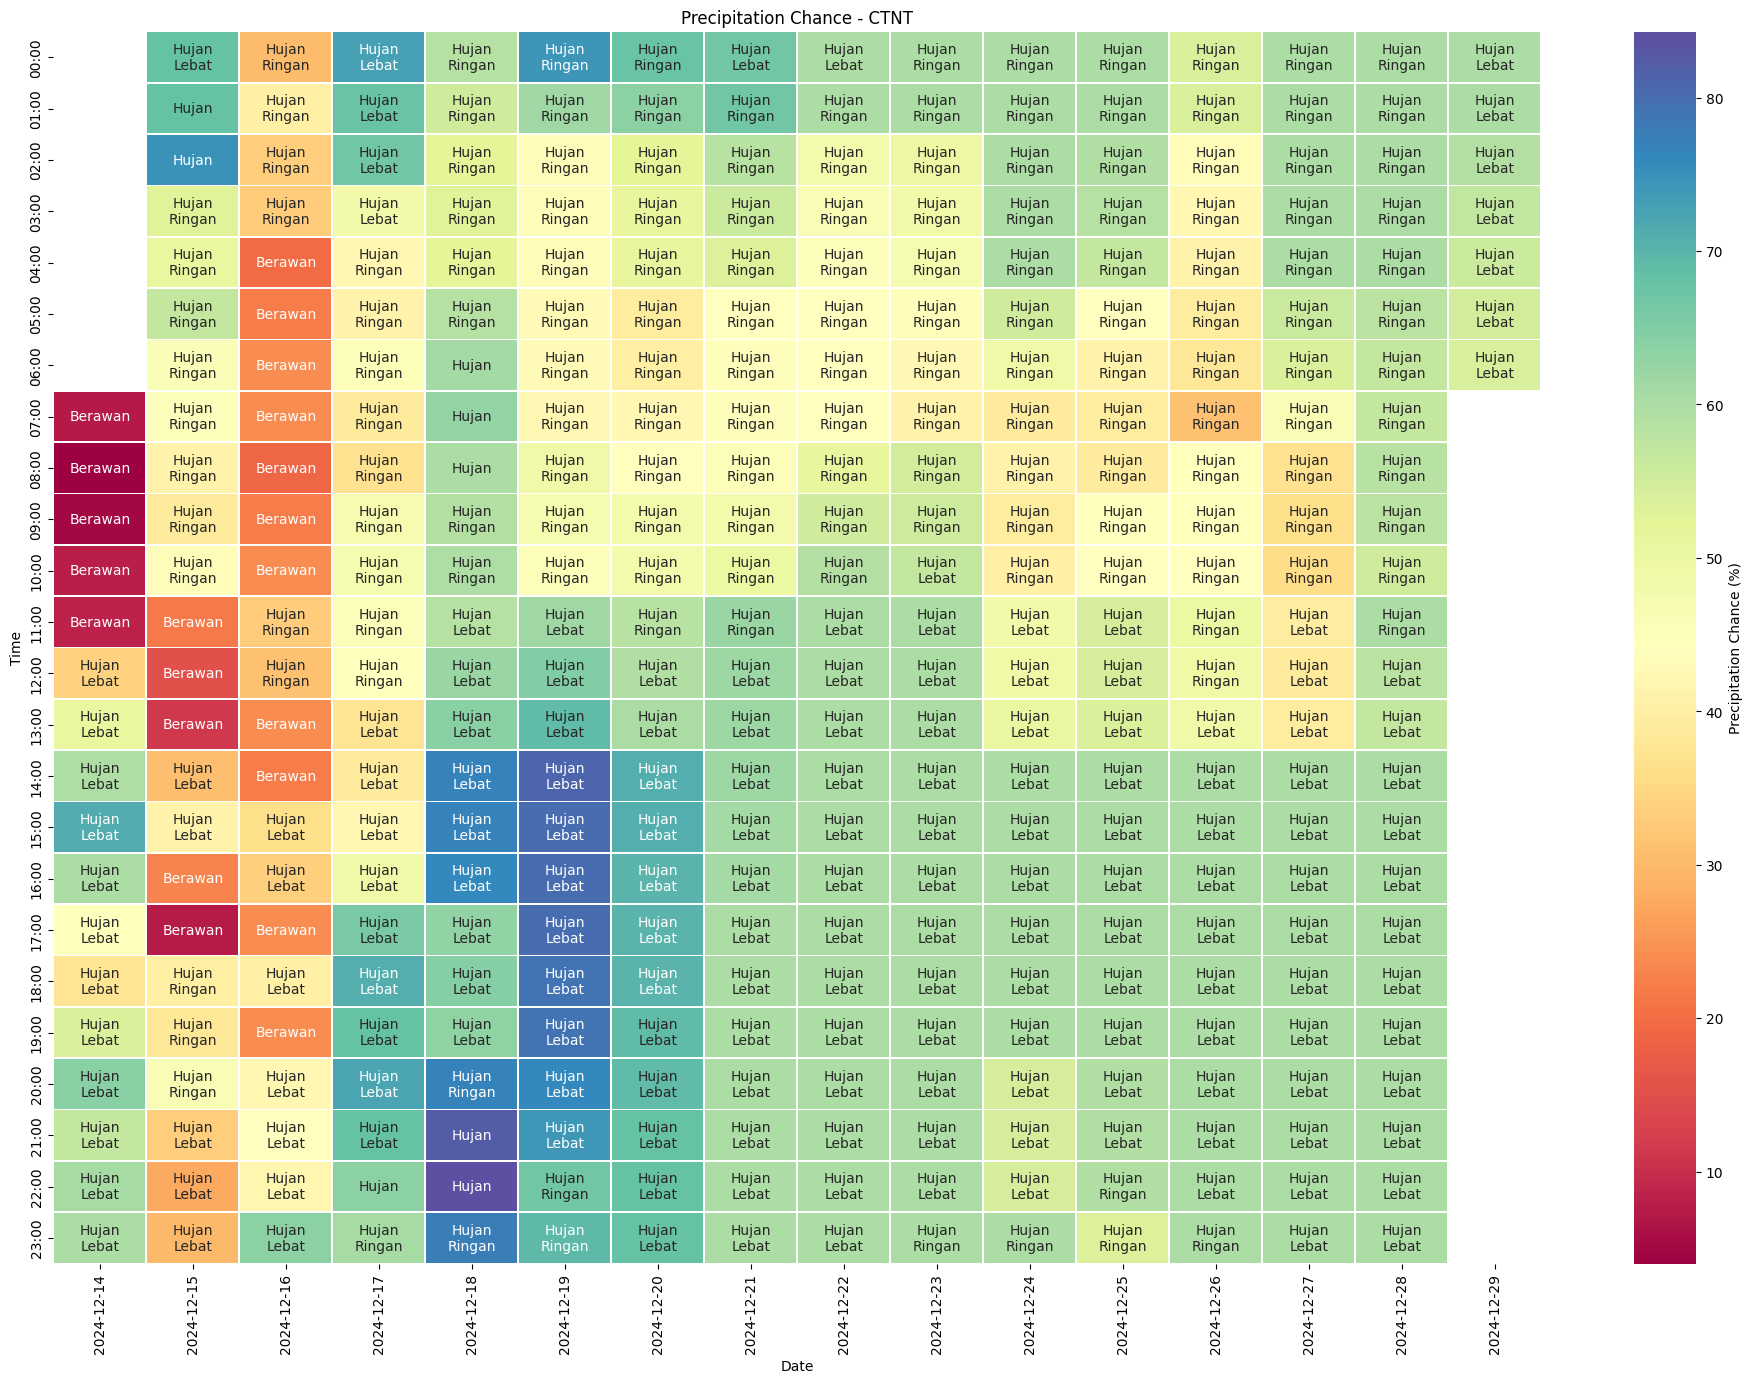 Precipitation Chance - CTNT
00:00 Hujan Lebat Hujan Ringan Hujan Lebat Hujan Ringan Hujan Ringan Hujan Ringan Hujan Lebat Hujan Lebat Hujan Ringan Hujan Ringan Hujan Ringan Hujan Ringan Hujan Ringan Hujan Ringan Hujan Lebat
01:00 Hujan Hujan Ringan Hujan Lebat Hujan Ringan Hujan Ringan Hujan Ringan Hujan Ringan Hujan Ringan Hujan Ringan Hujan Ringan Hujan Ringan Hujan Ringan Hujan Ringan Hujan Ringan Hujan Lebat
02:00 Hujan Hujan Ringan Hujan Lebat Hujan Ringan Hujan Ringan Hujan Ringan Hujan Ringan Hujan Ringan Hujan Ringan Hujan Ringan Hujan Ringan Hujan Ringan Hujan Ringan Hujan Ringan Hujan Lebat
03:00 Hujan Ringan Hujan Ringan Hujan Lebat Hujan Ringan Hujan Ringan Hujan Ringan Hujan Ringan Hujan Ringan Hujan Ringan Hujan Ringan Hujan Ringan Hujan Ringan Hujan Ringan Hujan Ringan Hujan Lebat
04:00 Hujan Ringan Berawan Hujan Ringan Hujan Ringan Hujan Ringan Hujan Ringan Hujan Ringan Hujan Ringan Hujan Ringan Hujan Ringan Hujan Ringan Hujan Ringan Hujan Ringan Hujan Ringan Hujan Lebat
05:00 Hujan Ringan Berawan Hujan Ringan Hujan Ringan Hujan Ringan Hujan Ringan Hujan Ringan Hujan Ringan Hujan Ringan Hujan Ringan Hujan Ringan Hujan Ringan Hujan Ringan Hujan Ringan Hujan Lebat
06:00 Hujan Ringan Berawan Hujan Ringan Hujan Hujan Ringan Hujan Ringan Hujan Ringan Hujan Ringan Hujan Ringan Hujan Ringan Hujan Ringan Hujan Ringan Hujan Ringan Hujan Ringan Hujan Lebat
07:00 Berawan Hujan Ringan Berawan Hujan Ringan Hujan Hujan Ringan Hujan Ringan Hujan Ringan Hujan Ringan Hujan Ringan Hujan Ringan Hujan Ringan Hujan Ringan Hujan Ringan Hujan Ringan
08:00 Berawan Hujan Ringan Berawan Hujan Ringan Hujan Hujan Ringan Hujan Ringan Hujan Ringan Hujan Ringan Hujan Ringan Hujan Ringan Hujan Ringan Hujan Ringan Hujan Ringan Hujan Ringan
09:00 Berawan Hujan Ringan Berawan Hujan Ringan Hujan Ringan Hujan Ringan Hujan Ringan Hujan Ringan Hujan Ringan Hujan Ringan Hujan Ringan Hujan Ringan Hujan Ringan Hujan Ringan Hujan Ringan
10:00 Berawan Hujan Ringan Berawan Hujan Ringan Hujan Ringan Hujan Ringan Hujan Ringan Hujan Ringan Hujan Ringan Hujan Lebat Hujan Ringan Hujan Ringan Hujan Ringan Hujan Ringan Hujan Ringan
11:00 Berawan Berawan Hujan Ringan Hujan Ringan Hujan Lebat Hujan Lebat Hujan Ringan Hujan Ringan Hujan Lebat Hujan Lebat Hujan Lebat Hujan Lebat Hujan Ringan Hujan Lebat Hujan Ringan
12:00 Hujan Lebat Berawan Hujan Ringan Hujan Ringan Hujan Lebat Hujan Lebat Hujan Lebat Hujan Lebat Hujan Lebat Hujan Lebat Hujan Lebat Hujan Lebat Hujan Ringan Hujan Lebat Hujan Lebat
13:00 Hujan Lebat Berawan Berawan Hujan Lebat Hujan Lebat Hujan Lebat Hujan Lebat Hujan Lebat Hujan Lebat Hujan Lebat Hujan Lebat Hujan Lebat Hujan Lebat Hujan Lebat Hujan Lebat
14:00 Hujan Lebat Hujan Lebat Berawan Hujan Lebat Hujan Lebat Hujan Lebat Hujan Lebat Hujan Lebat Hujan Lebat Hujan Lebat Hujan Lebat Hujan Lebat Hujan Lebat Hujan Lebat Hujan Lebat
15:00 Hujan Lebat Hujan Lebat Hujan Lebat Hujan Lebat Hujan Lebat Hujan Lebat Hujan Lebat Hujan Lebat Hujan Lebat Hujan Lebat Hujan Lebat Hujan Lebat Hujan Lebat Hujan Lebat Hujan Lebat
16:00 Hujan Lebat Berawan Hujan Lebat Hujan Lebat Hujan Lebat Hujan Lebat Hujan Lebat Hujan Lebat Hujan Lebat Hujan Lebat Hujan Lebat Hujan Lebat Hujan Lebat Hujan Lebat Hujan Lebat
17:00 Hujan Lebat Berawan Berawan Hujan Lebat Hujan Lebat Hujan Lebat Hujan Lebat Hujan Lebat Hujan Lebat Hujan Lebat Hujan Lebat Hujan Lebat Hujan Lebat Hujan Lebat Hujan Lebat
18:00 Hujan Lebat Hujan Ringan Hujan Lebat Hujan Lebat Hujan Lebat Hujan Lebat Hujan Lebat Hujan Lebat Hujan Lebat Hujan Lebat Hujan Lebat Hujan Lebat Hujan Lebat Hujan Lebat Hujan Lebat
19:00 Hujan Lebat Hujan Ringan Berawan Hujan Lebat Hujan Lebat Hujan Lebat Hujan Lebat Hujan Lebat Hujan Lebat Hujan Lebat Hujan Lebat Hujan Lebat Hujan Lebat Hujan Lebat Hujan Lebat
20:00 Hujan Lebat Hujan Ringan Hujan Lebat Hujan Lebat Hujan Ringan Hujan Lebat Hujan Lebat Hujan Lebat Hujan Lebat Hujan Lebat Hujan Lebat Hujan Lebat Hujan Lebat Hujan Lebat Hujan Lebat
21:00 Hujan Lebat Hujan Lebat Hujan Lebat Hujan Lebat Hujan Hujan Lebat Hujan Lebat Hujan Lebat Hujan Lebat Hujan Lebat Hujan Lebat Hujan Lebat Hujan Lebat Hujan Lebat Hujan Lebat
22:00 Hujan Lebat Hujan Lebat Hujan Lebat Hujan Hujan Hujan Ringan Hujan Lebat Hujan Lebat Hujan Lebat Hujan Lebat Hujan Lebat Hujan Ringan Hujan Lebat Hujan Lebat Hujan Lebat
23:00 Hujan Lebat Hujan Lebat Hujan Lebat Hujan Ringan Hujan Ringan Hujan Ringan Hujan Lebat Hujan Lebat Hujan Lebat Hujan Ringan Hujan Ringan Hujan Ringan Hujan Ringan Hujan Lebat Hujan Lebat
Time
2024-12-14 2024-12-15 2024-12-16 2024-12-17 2024-12-18 2024-12-19 2024-12-20 2024-12-21 2024-12-22 2024-12-23 2024-12-24 2024-12-25 2024-12-26 2024-12-27 2024-12-28 2024-12-29
Date
80
70
60
50
40
30
20
10
Precipitation Chance (%)